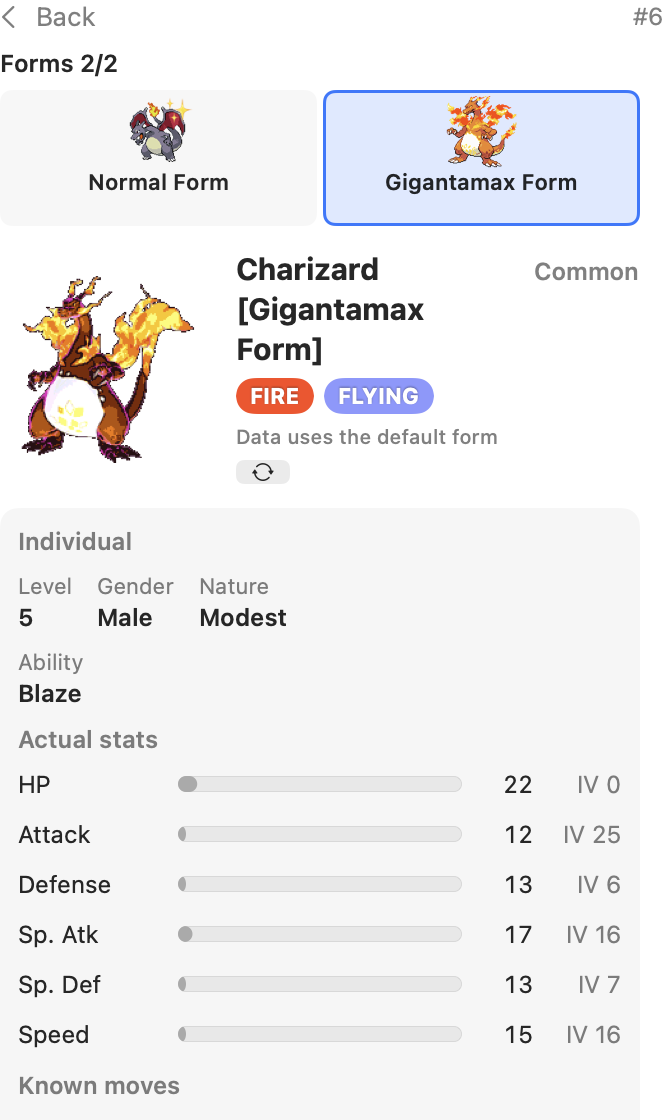 Back #6
Forms 2/2
Normal Form Gigantamax Form
Charizard Common
[Gigantamax
Form]
FIRE FLYING
Data uses the default form
Individual
Level Gender Nature
5 Male Modest
Ability
Blaze
Actual stats
HP 22 IV 0
Attack 12 IV 25
Defense 13 IV 6
Sp. Atk 17 IV 16
Sp. Def 13 IV 7
Speed 15 IV 16
Known moves